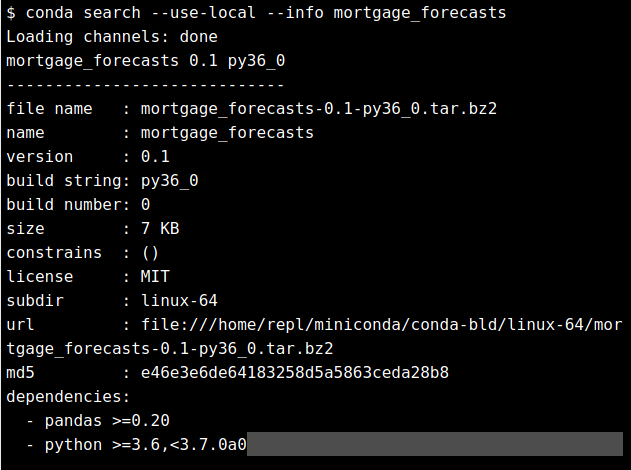 $ conda search --use-local --info mortgage_forecasts
Loading channels: done
mortgage_forecasts 0.1 py36_0
-----------------------------
file name   : mortgage_forecasts-0.1-py36_0.tar.bz2
name        : mortgage_forecasts
version     : 0.1
build string: py36_0
build number: 0
size        : 7 KB
constrains  : ()
license     : MIT
subdir      : linux-64
url         : file:///home/repl/miniconda/conda-bld/linux-64/mor
tgage_forecasts-0.1-py36_0.tar.bz2
md5         : e46e3e6de64183258d5a5863ceda28b8
dependencies:
  - pandas >=0.20
  - python >=3.6,<3.7.0a0